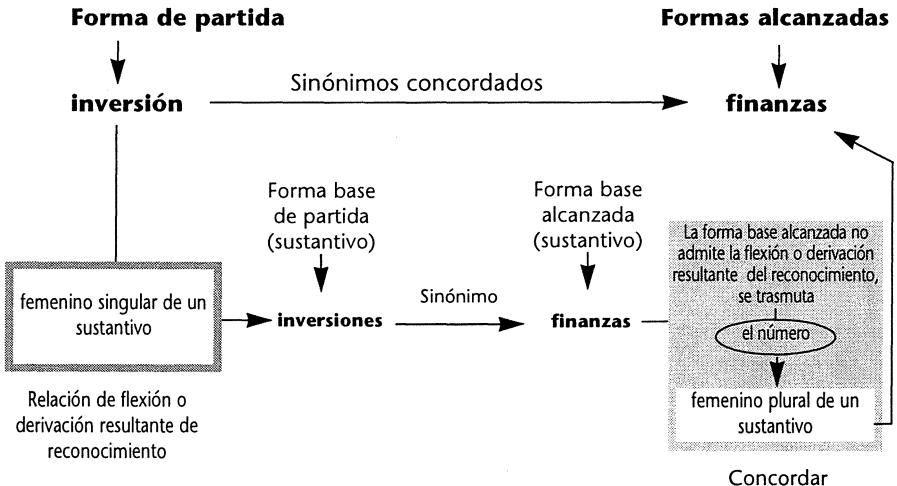 Forma de partida
Formas alcanzadas
inversión
Sinónimos concordados
finanzas
Forma base
de partida
(sustantivo)
Forma base
alcanzada
(sustantivo)
La forma base alcanzada no
admite la flexión o derivación
resultante del reconocimiento,
se trasmuta
el número
femenino singular de un
sustantivo
inversiones
Sinónimo
finanzas
femenino plural de un
sustantivo
Relación de flexión o
derivación resultante de
reconocimiento
Concordar